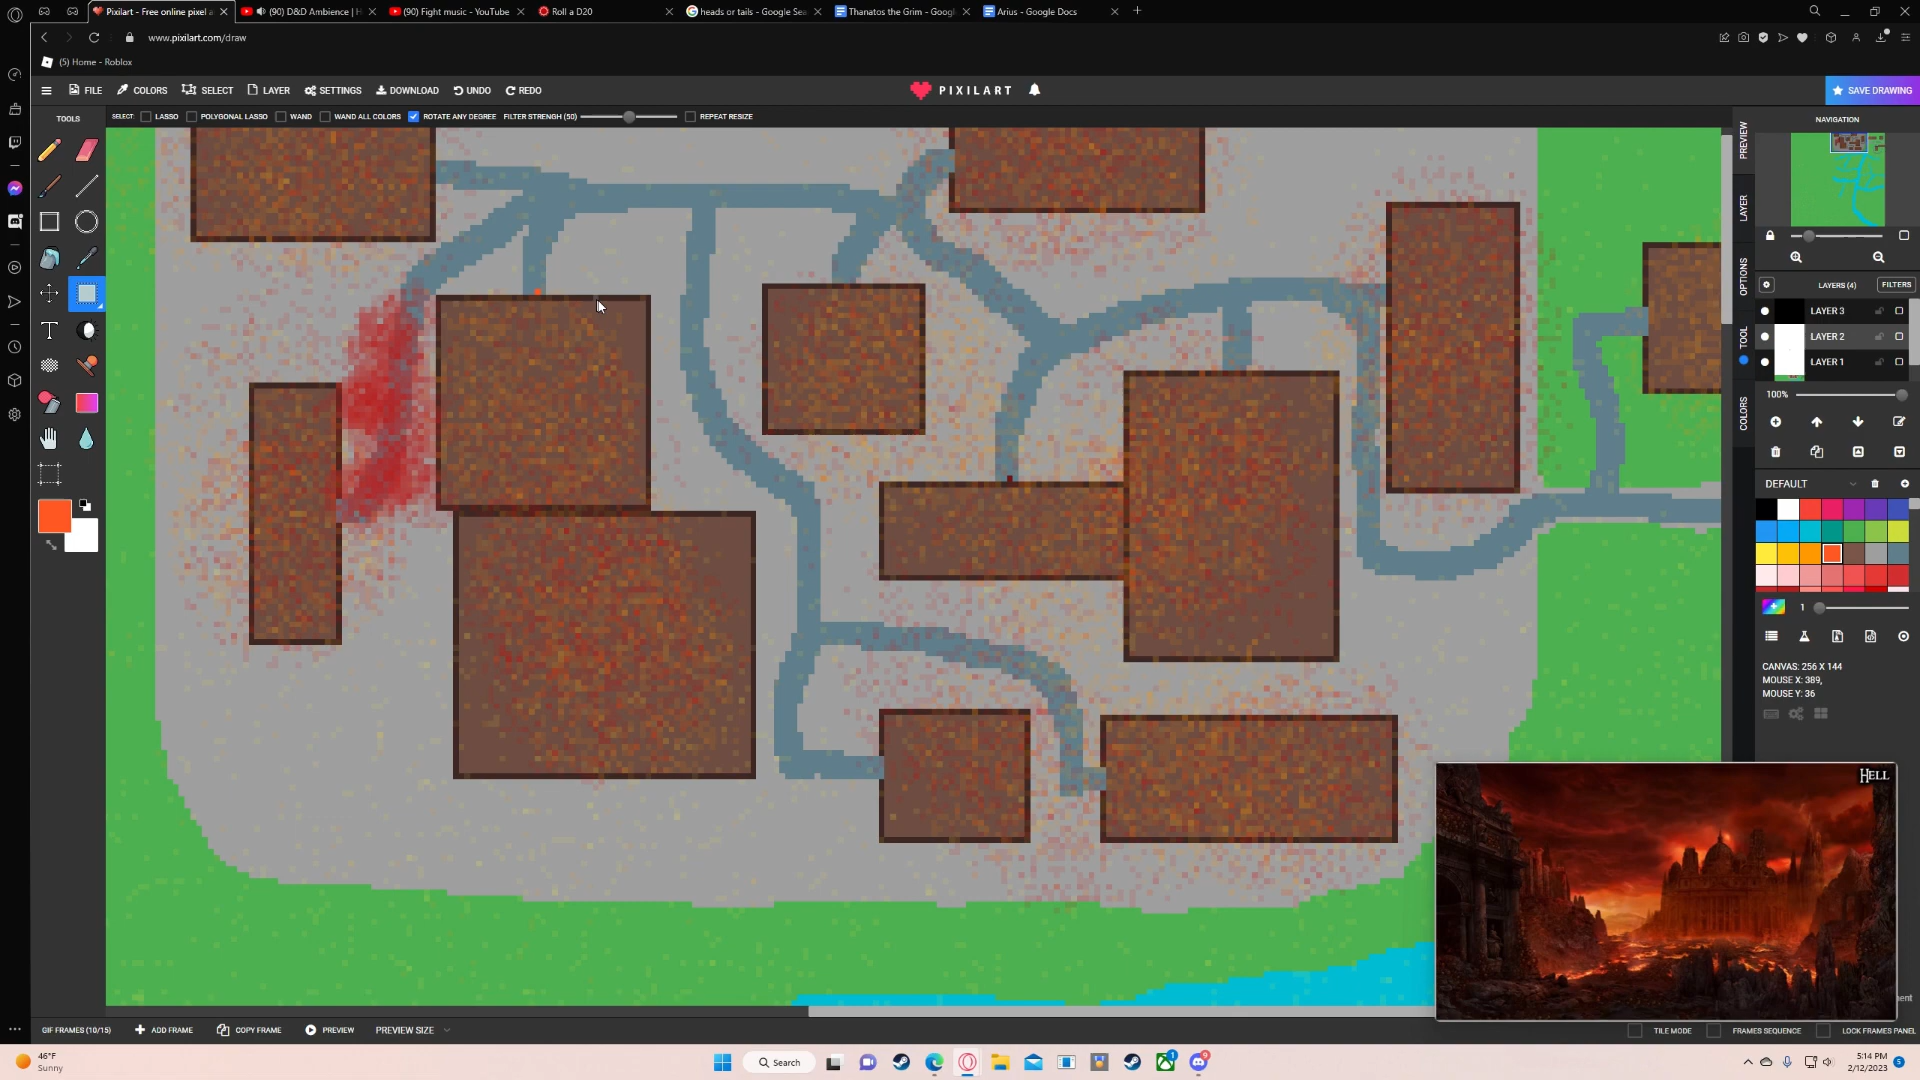 Pixilart - Free online pixel a
(90) D&D Ambience | H
(90) Fight music - YouTube
Roll a D20
heads or tails - Google Sea
Thanatos the Grim - Googl
Arius - Google Docs
www.pixilart.com/draw
(5) Home - Roblox
FILE
COLORS
SELECT
LAYER
SETTINGS
DOWNLOAD
UNDO
REDO
PIXILART
SAVE DRAWING
TOOLS
SELECT:
LASSO
POLYGONAL LASSO
WAND
WAND ALL COLORS
ROTATE ANY DEGREE
FILTER STRENGH (50)
REPEAT RESIZE
NAVIGATION
PREVIEW
LAYER
OPTIONS
TOOL
COLORS
LAYERS (4)
FILTERS
LAYER 3
LAYER 2
LAYER 1
100%
DEFAULT
1
CANVAS: 256 X 144
MOUSE X: 389,
MOUSE Y: 36
HELL
ent
GIF FRAMES (10/15)
ADD FRAME
COPY FRAME
PREVIEW
PREVIEW SIZE
TILE MODE
FRAMES SEQUENCE
LOCK FRAMES PANEL
46°F
Sunny
Search
1
9
5:14 PM
2/12/2023
5